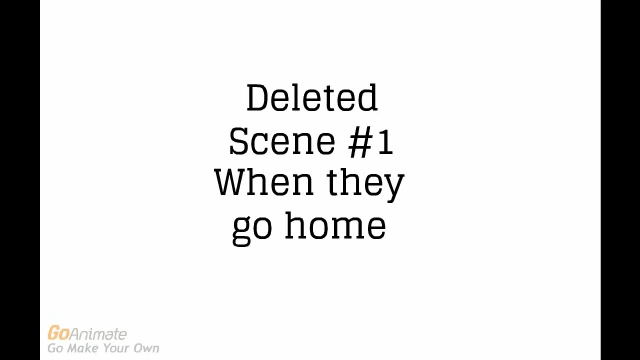 Deleted
Scene #1
When they
go home
GoAnimate
Go Make Your Own